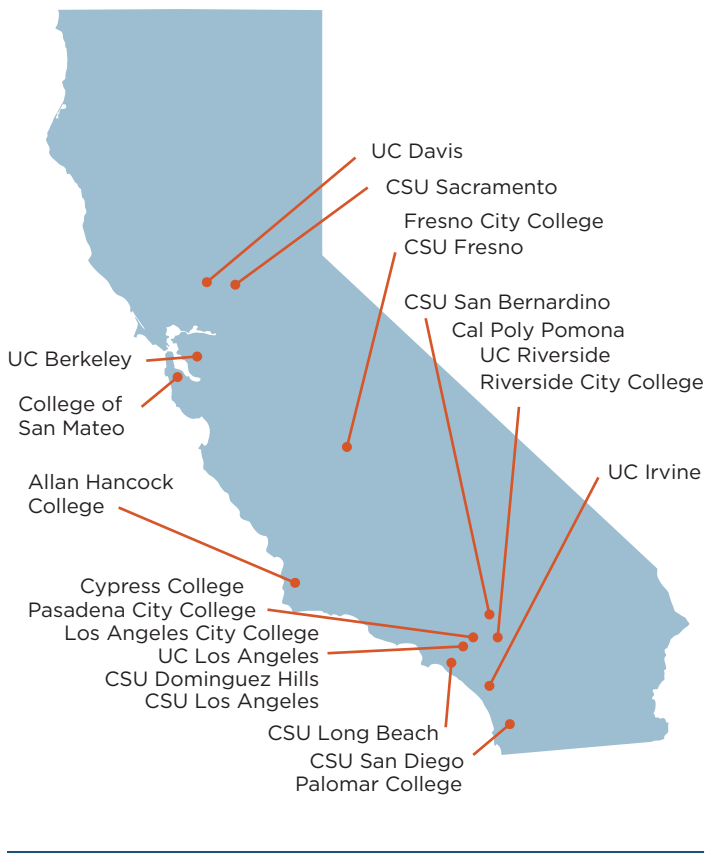 UC Davis
CSU Sacramento
Fresno City College
CSU Fresno
CSU San Bernardino
Cal Poly Pomona
UC Riverside
Riverside City College
UC Berkeley
College of
San Mateo
UC Irvine
Allan Hancock
College
Cypress College
Pasadena City College
Los Angeles City College
UC Los Angeles
CSU Dominguez Hills
CSU Los Angeles
CSU Long Beach
CSU San Diego
Palomar College